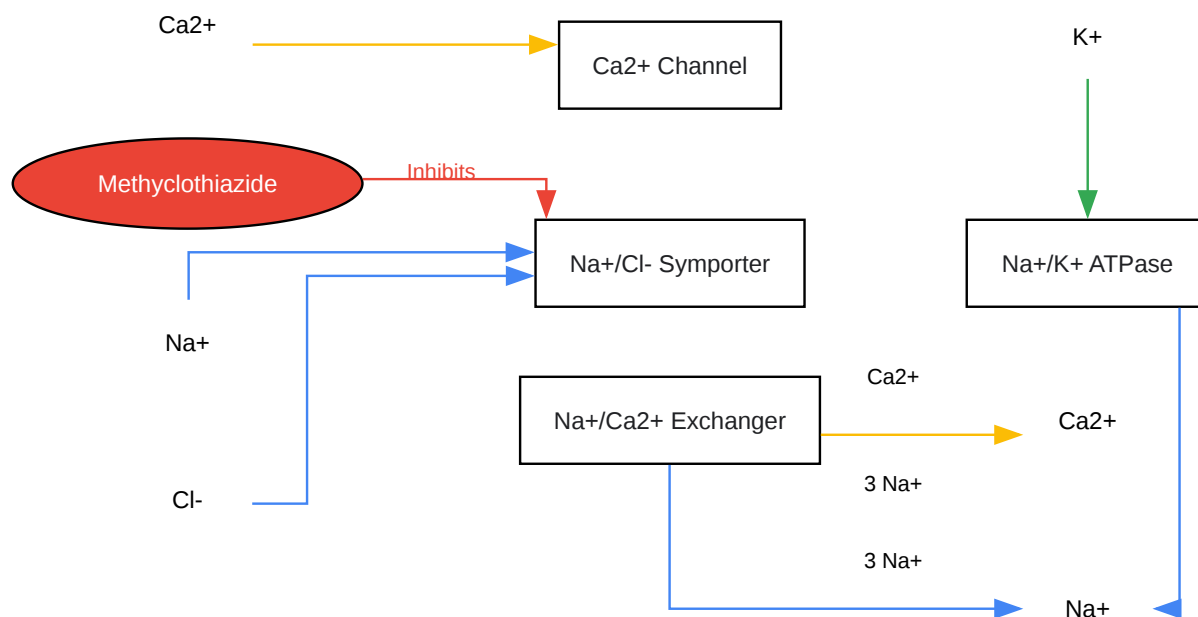 Ca2+
Ca2+ Channel
K+
Inhibits
Methyclothiazide
Na+/Cl- Symporter
Na+/K+ ATPase
Na+
Ca2+
Na+/Ca2+ Exchanger
Ca2+
3 Na+
Cl-
3 Na+
Na+